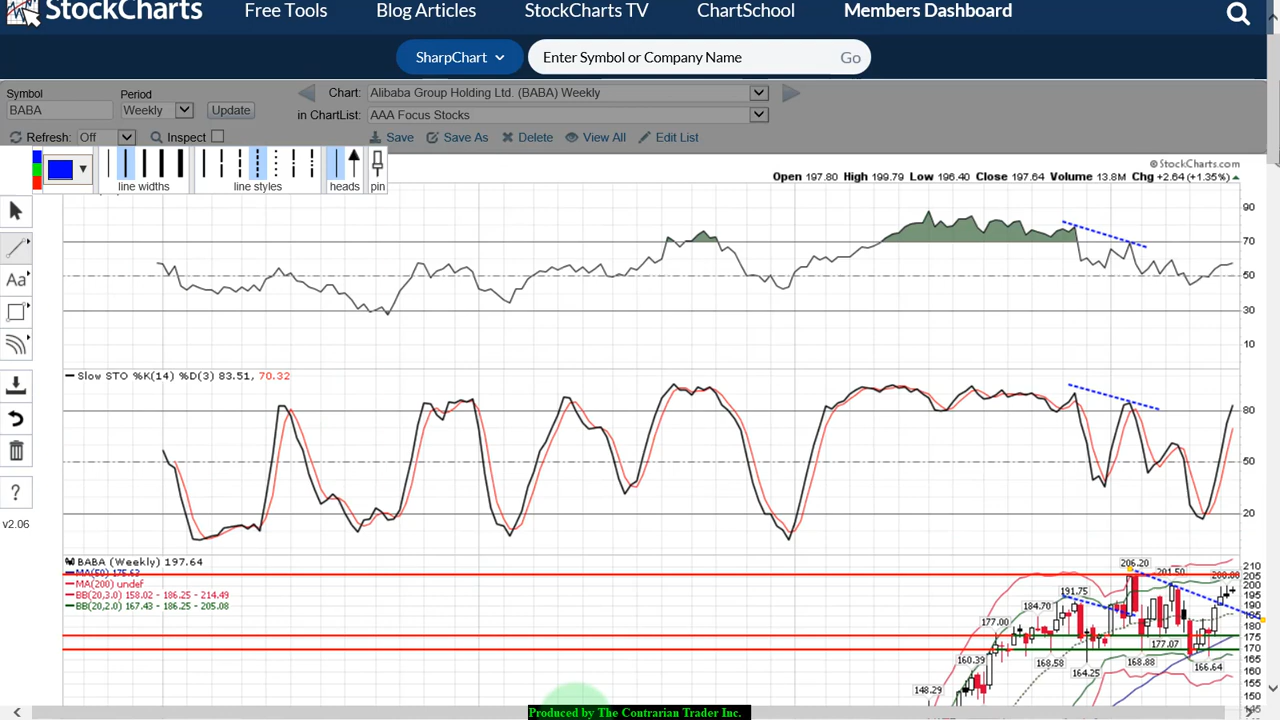 StockCharts Free Tools Blog Articles StockCharts TV ChartSchool Members Dashboard
SharpChart Enter Symbol or Company Name Go
Symbol Period Chart: Alibaba Group Holding Ltd. (BABA) Weekly
BABA Weekly Update in ChartList: AAA Focus Stocks
Refresh: Off Inspect Save Save As Delete View All Edit List
line widths line styles heads pin
©StockCharts.com
Open 197.80 High 199.79 Low 196.40 Close 197.64 Volume 13.8M Chg +2.64 (+1.35%)
Aa
?
v2.06
90
70
50
30
10
Slow STO %K(14) %D(3) 83.51, 70.32
80
50
20
BABA (Weekly) 197.64
MA(50) 175.63
MA(200) undef
BB(20,3.0) 158.02 - 186.25 - 214.49
BB(20,2.0) 167.43 - 186.25 - 205.08
206.20
201.50
200.00
191.75
184.70
177.00
177.07
160.39
168.58
164.25
168.88
166.64
148.29
210
205
200
195
190
185
180
175
170
165
160
155
150
145
Produced by The Contrarian Trader Inc.